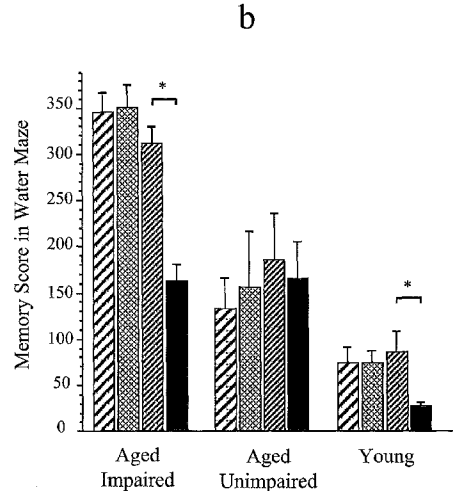 b
Memory Score in Water Maze
350
300
250
200
150
100
50
0
*
*
Aged
Impaired
Aged
Unimpaired
Young